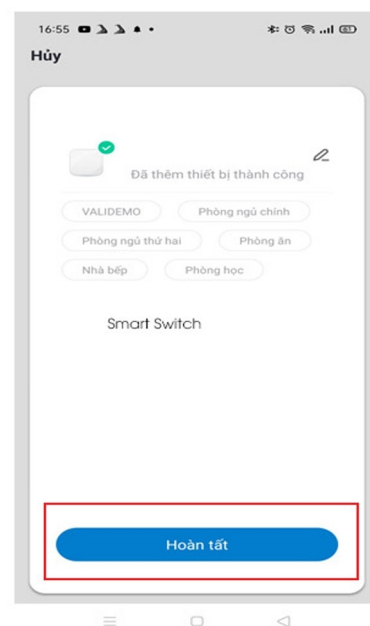 16:55
Hủy
Đã thêm thiết bị thành công
VALIDEMO Phòng ngủ chính
Phòng ngủ thứ hai Phòng ăn
Nhà bếp Phòng học
Smart Switch
Hoàn tất